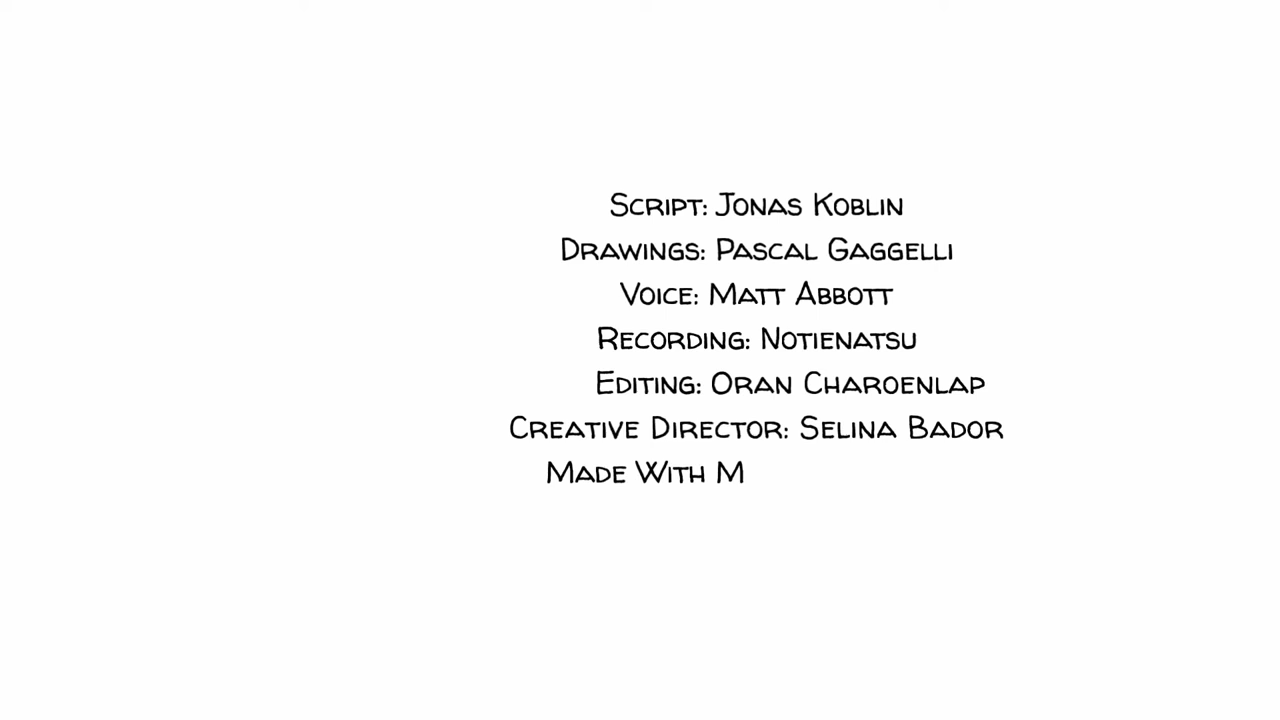 Script: Jonas Koblin
Drawings: Pascal Gaggelli
Voice: Matt Abbott
Recording: Notienatsu
Editing: Oran Charoenlap
Creative Director: Selina Bador
Made With M